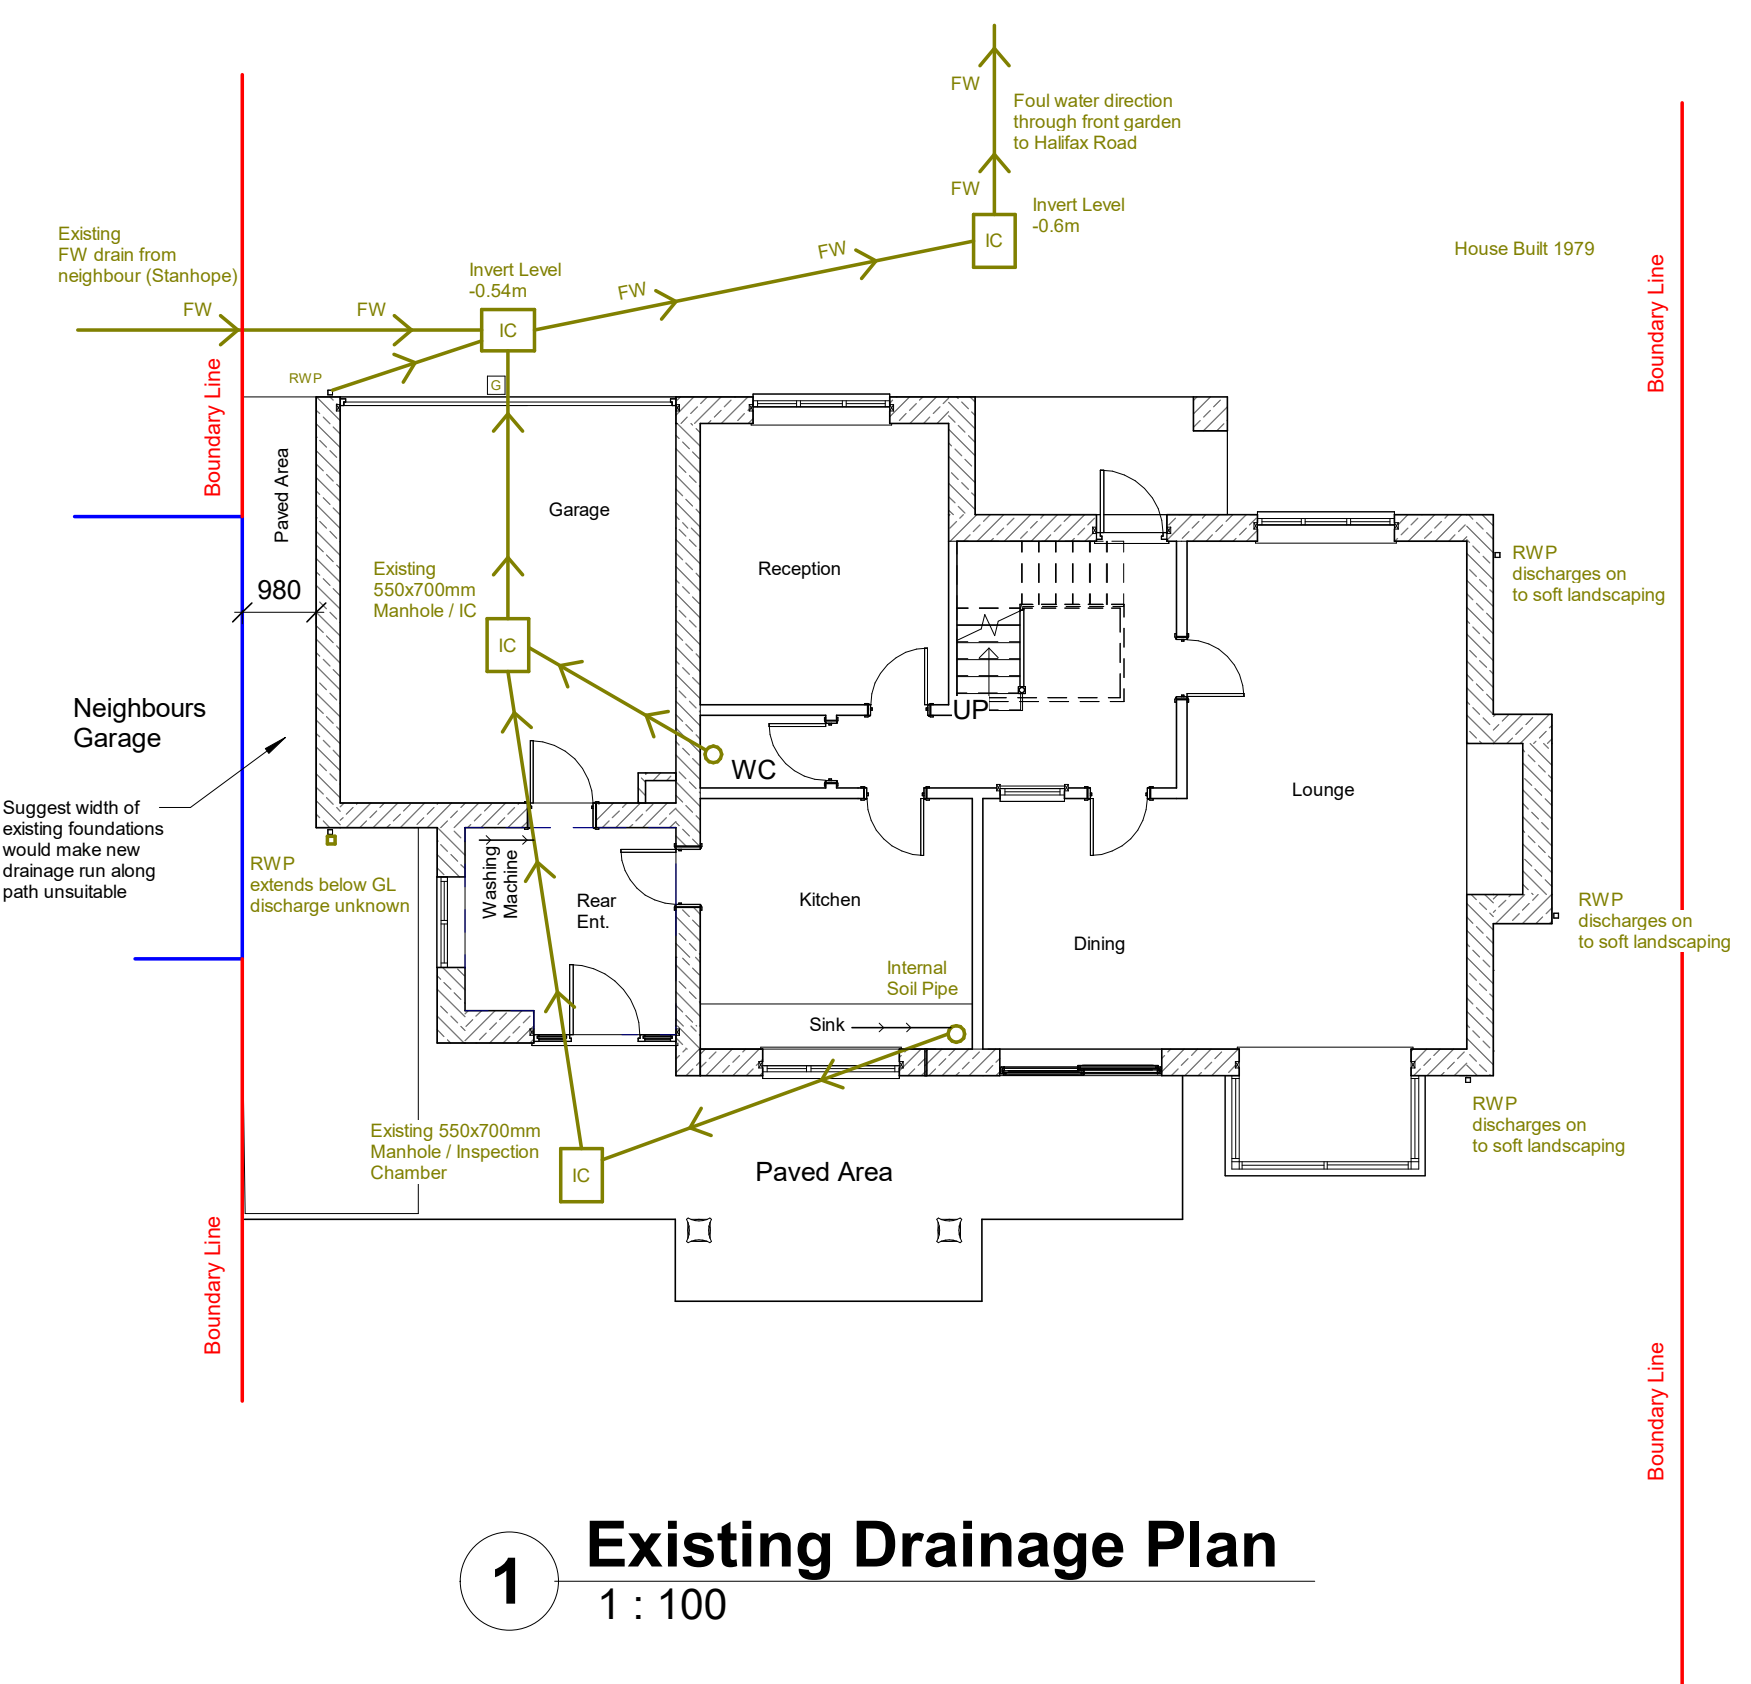 FW
Foul water direction
through front garden
to Halifax Road
FW
Invert Level
-0.6m
IC
House Built 1979
Boundary Line
Existing
FW drain from
neighbour (Stanhope)
FW
FW
Invert Level
-0.54m
IC
FW
FW
RWP
G
Boundary Line
Paved Area
980
Garage
Existing
550x700mm
Manhole / IC
IC
Reception
UP
WC
RWP
discharges on
to soft landscaping
Neighbours
Garage
Suggest width of
existing foundations
would make new
drainage run along
path unsuitable
RWP
extends below GL
discharge unknown
Washing
Machine
Rear
Ent.
Kitchen
Lounge
Dining
Internal
Soil Pipe
Sink
RWP
discharges on
to soft landscaping
RWP
discharges on
to soft landscaping
Existing 550x700mm
Manhole / Inspection
Chamber
IC
Paved Area
Boundary Line
Boundary Line
1
Existing Drainage Plan
1 : 100